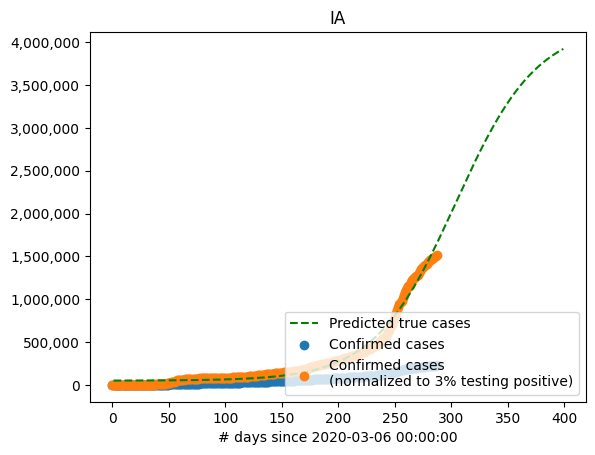 IA
4,000,000
3,500,000
3,000,000
2,500,000
2,000,000
1,500,000
1,000,000
500,000
0
Predicted true cases
Confirmed cases
Confirmed cases
(normalized to 3% testing positive)
0 50 100 150 200 250 300 350 400
# days since 2020-03-06 00:00:00